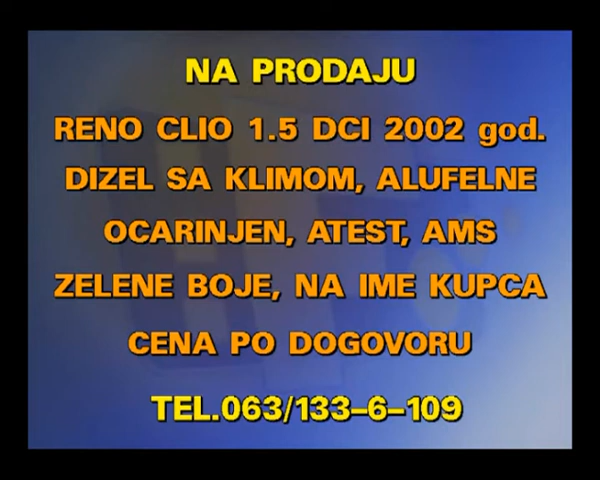 NA PRODAJU
RENO CLIO 1.5 DCI 2002 god.
DIZEL SA KLIMOM, ALUFELNE
OCARINJEN, ATEST, AMS
ZELENE BOJE, NA IME KUPCA
CENA PO DOGOVORU
TEL.063/133-6-109